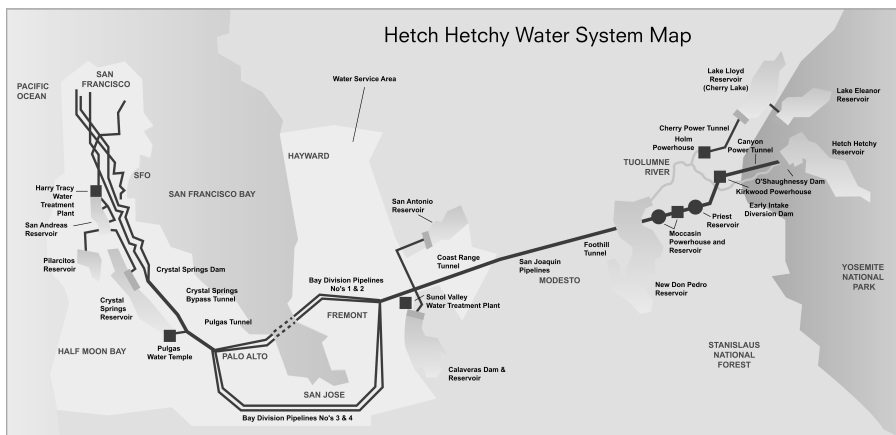 Hetch Hetchy Water System Map
PACIFIC
OCEAN
SAN
FRANCISCO
Water Service Area
HAYWARD
SFO
SAN FRANCISCO BAY
Harry Tracy
Water
Treatment
Plant
San Andreas
Reservoir
Pilarcitos
Reservoir
Crystal
Springs
Reservoir
Crystal Springs Dam
Crystal Springs
Bypass Tunnel
Pulgas Tunnel
Pulgas
Water Temple
HALF MOON BAY
PALO ALTO
Bay Division Pipelines
No's 1 & 2
FREMONT
SAN JOSE
Bay Division Pipelines No's 3 & 4
San Antonio
Reservoir
Coast Range
Tunnel
Sunol Valley
Water Treatment Plant
Calaveras Dam &
Reservoir
San Joaquin
Pipelines
MODESTO
Foothill
Tunnel
Lake Lloyd
Reservoir
(Cherry Lake)
Lake Eleanor
Reservoir
Cherry Power Tunnel
Holm
Powerhouse
Canyon
Power Tunnel
Hetch Hetchy
Reservoir
TUOLUMNE
RIVER
O'Shaughnessy Dam
Kirkwood Powerhouse
Early Intake
Diversion Dam
Priest
Reservoir
Moccasin
Powerhouse and
Reservoir
New Don Pedro
Reservoir
YOSEMITE
NATIONAL
PARK
STANISLAUS
NATIONAL
FOREST